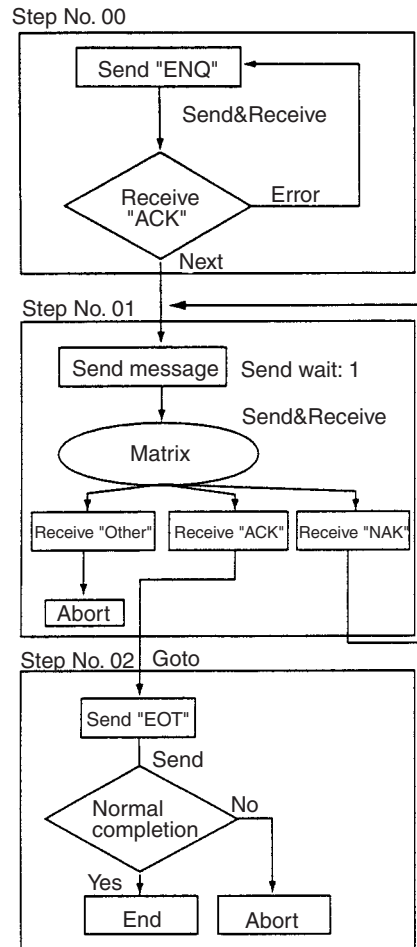 Step No. 00
Send "ENQ"
Send&Receive
Receive
"ACK"
Error
Next
Step No. 01
Send message
Send wait: 1
Send&Receive
Matrix
Receive "Other"
Receive "ACK"
Receive "NAK"
Abort
Step No. 02
Goto
Send "EOT"
Send
Normal
completion
No
Yes
End
Abort